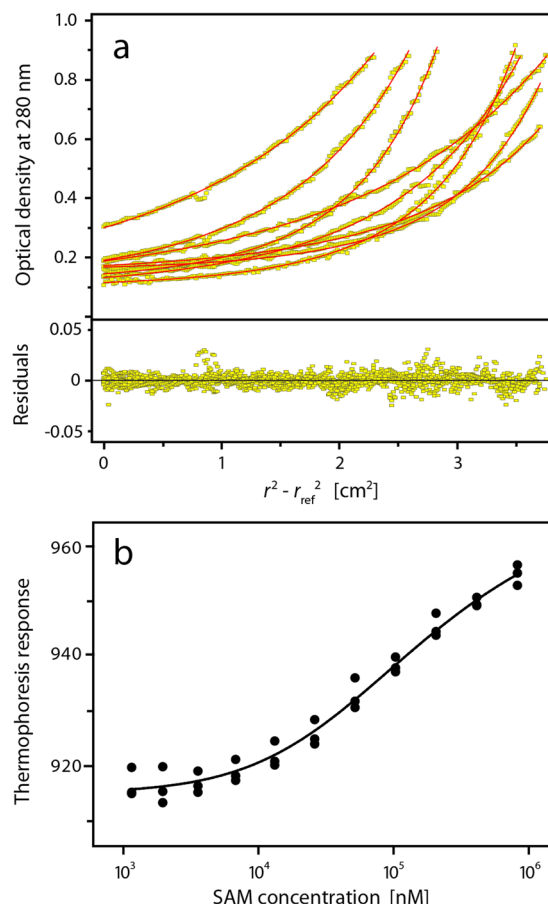 a
1.0
0.8
0.6
0.4
0.2
Optical density at 280 nm
0.05
0
-0.05
Residuals
0 1 2 3
r² - r_ref² [cm²]
b
960
940
920
Thermophoresis response
10³ 10⁴ 10⁵ 10⁶
SAM concentration [nM]